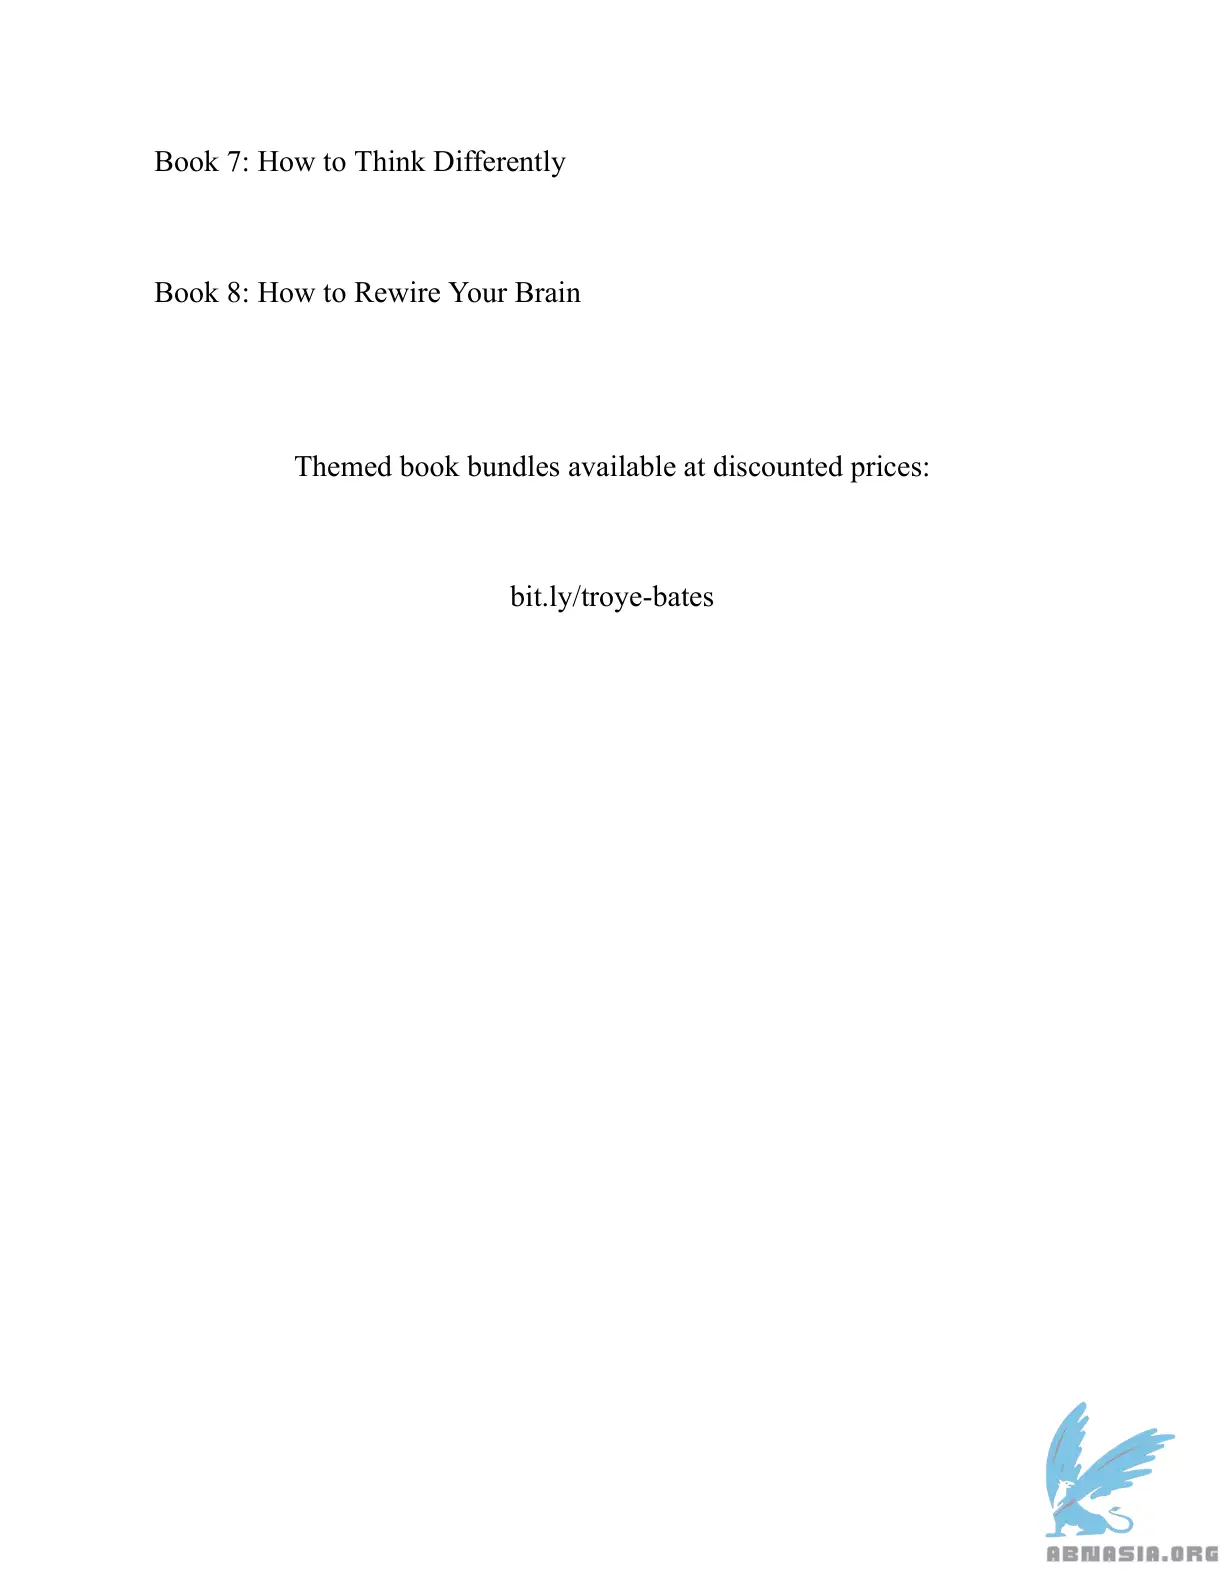 Book 7: How to Think Differently
Book 8: How to Rewire Your Brain
Themed book bundles available at discounted prices:
bit.ly/troye-bates
ABNASIA.ORG